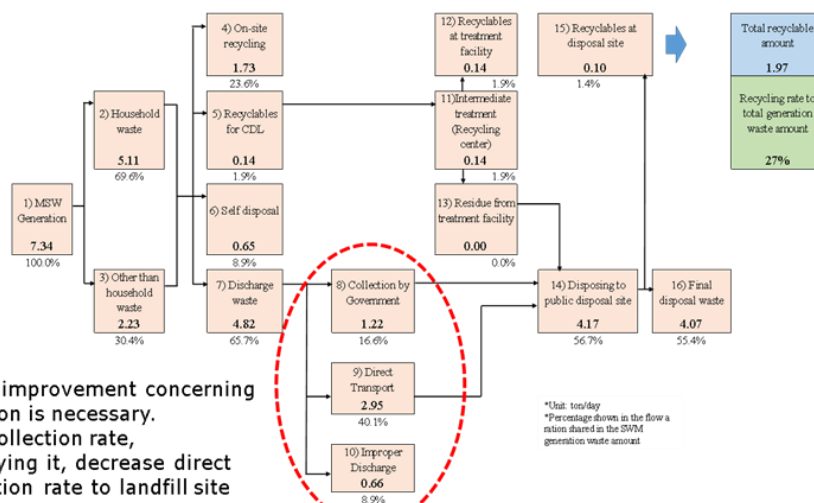 1) MSW
Generation
7.34
100.0%
2) Household
waste
5.11
69.6%
3) Other than
household
waste
2.23
30.4%
4) On-site
recycling
1.73
23.6%
5) Recyclables
for CDL
0.14
1.9%
6) Self disposal
0.65
8.9%
7) Discharge
waste
4.82
65.7%
8) Collection by
Government
1.22
16.6%
9) Direct
Transport
2.95
40.1%
10) Improper
Discharge
0.66
8.9%
12) Recyclables
at treatment
facility
0.14
1.9%
11)Intermediate
treatment
(Recycling
center)
0.14
1.9%
13) Residue from
treatment facility
0.00
0.0%
15) Recyclables at
disposal site
0.10
1.4%
14) Disposing to
public disposal site
4.17
56.7%
16) Final
disposal waste
4.07
55.4%
Total recyclable
amount
1.97
Recycling rate to
total generation
waste amount
27%
improvement concerning
on is necessary.
ollection rate,
ying it, decrease direct
tion rate to landfill site
*Unit: ton/day
*Percentage shown in the flow a
ration shared in the SWM
generation waste amount